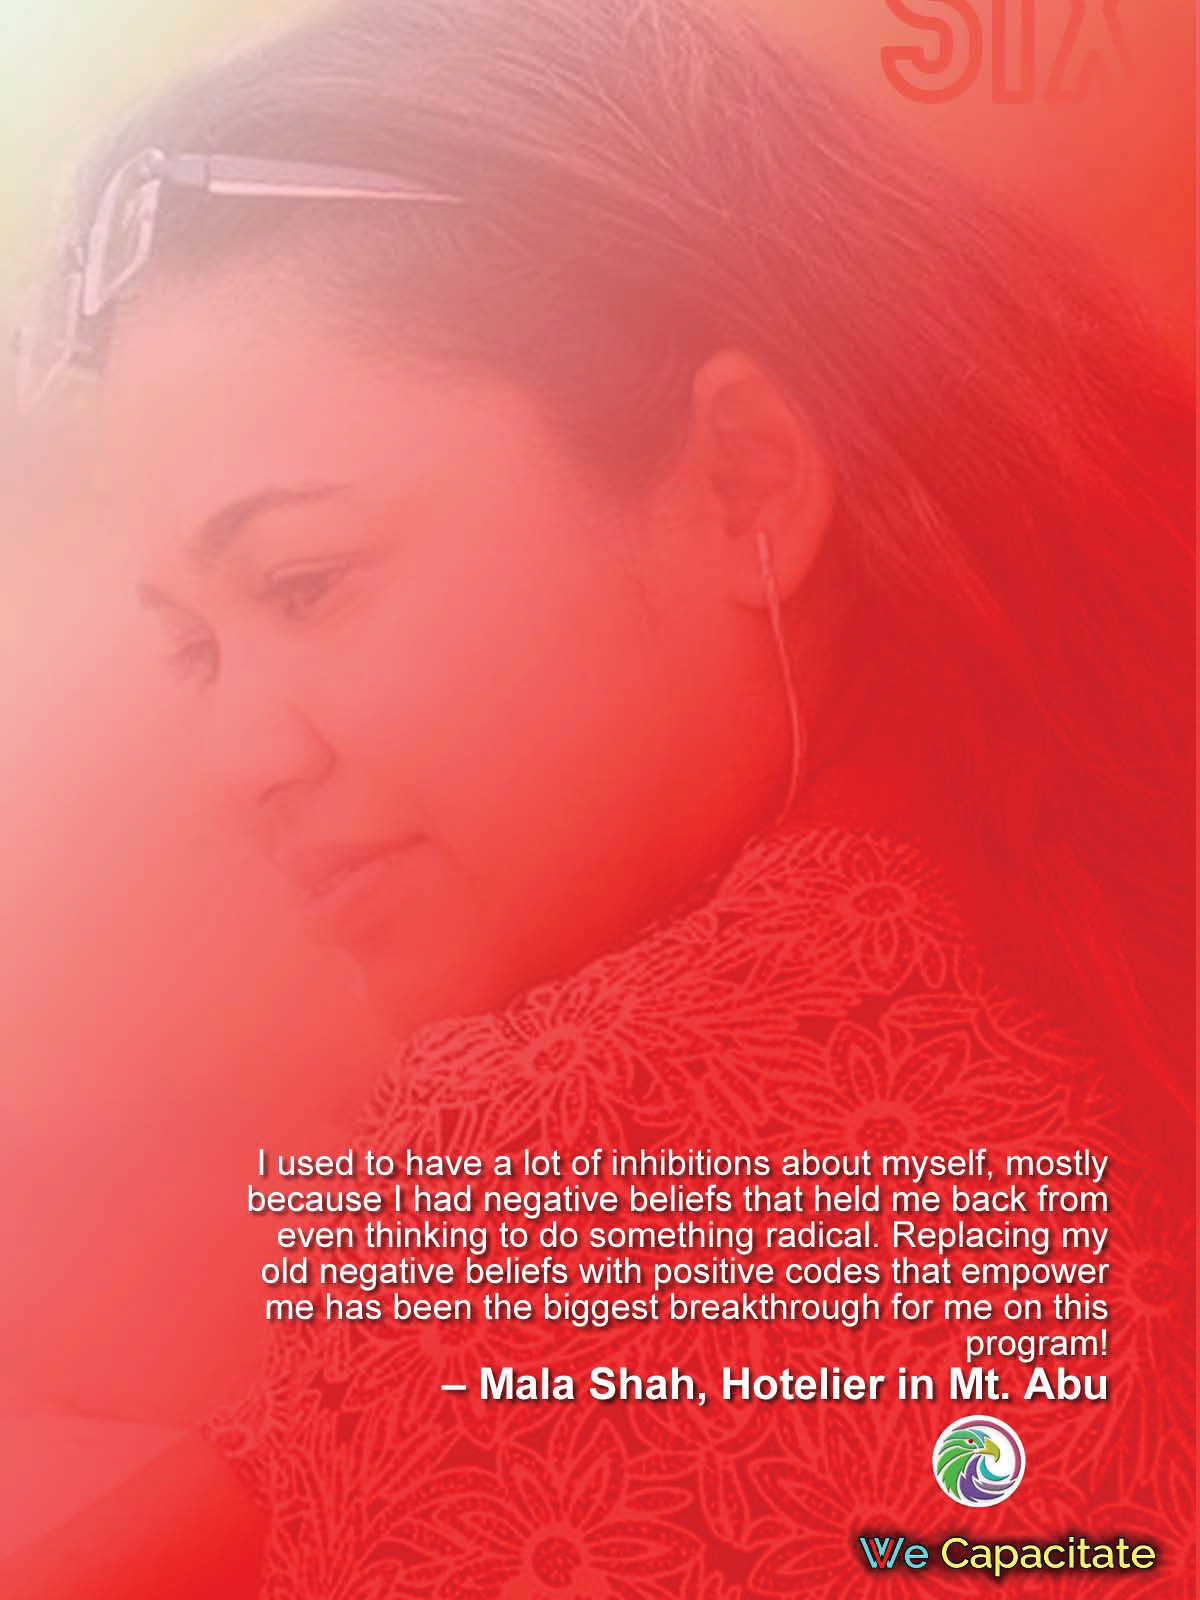 SIX
I used to have a lot of inhibitions about myself, mostly
because I had negative beliefs that held me back from
even thinking to do something radical. Replacing my
old negative beliefs with positive codes that empower
me has been the biggest breakthrough for me on this
program!
– Mala Shah, Hotelier in Mt. Abu
We Capacitate